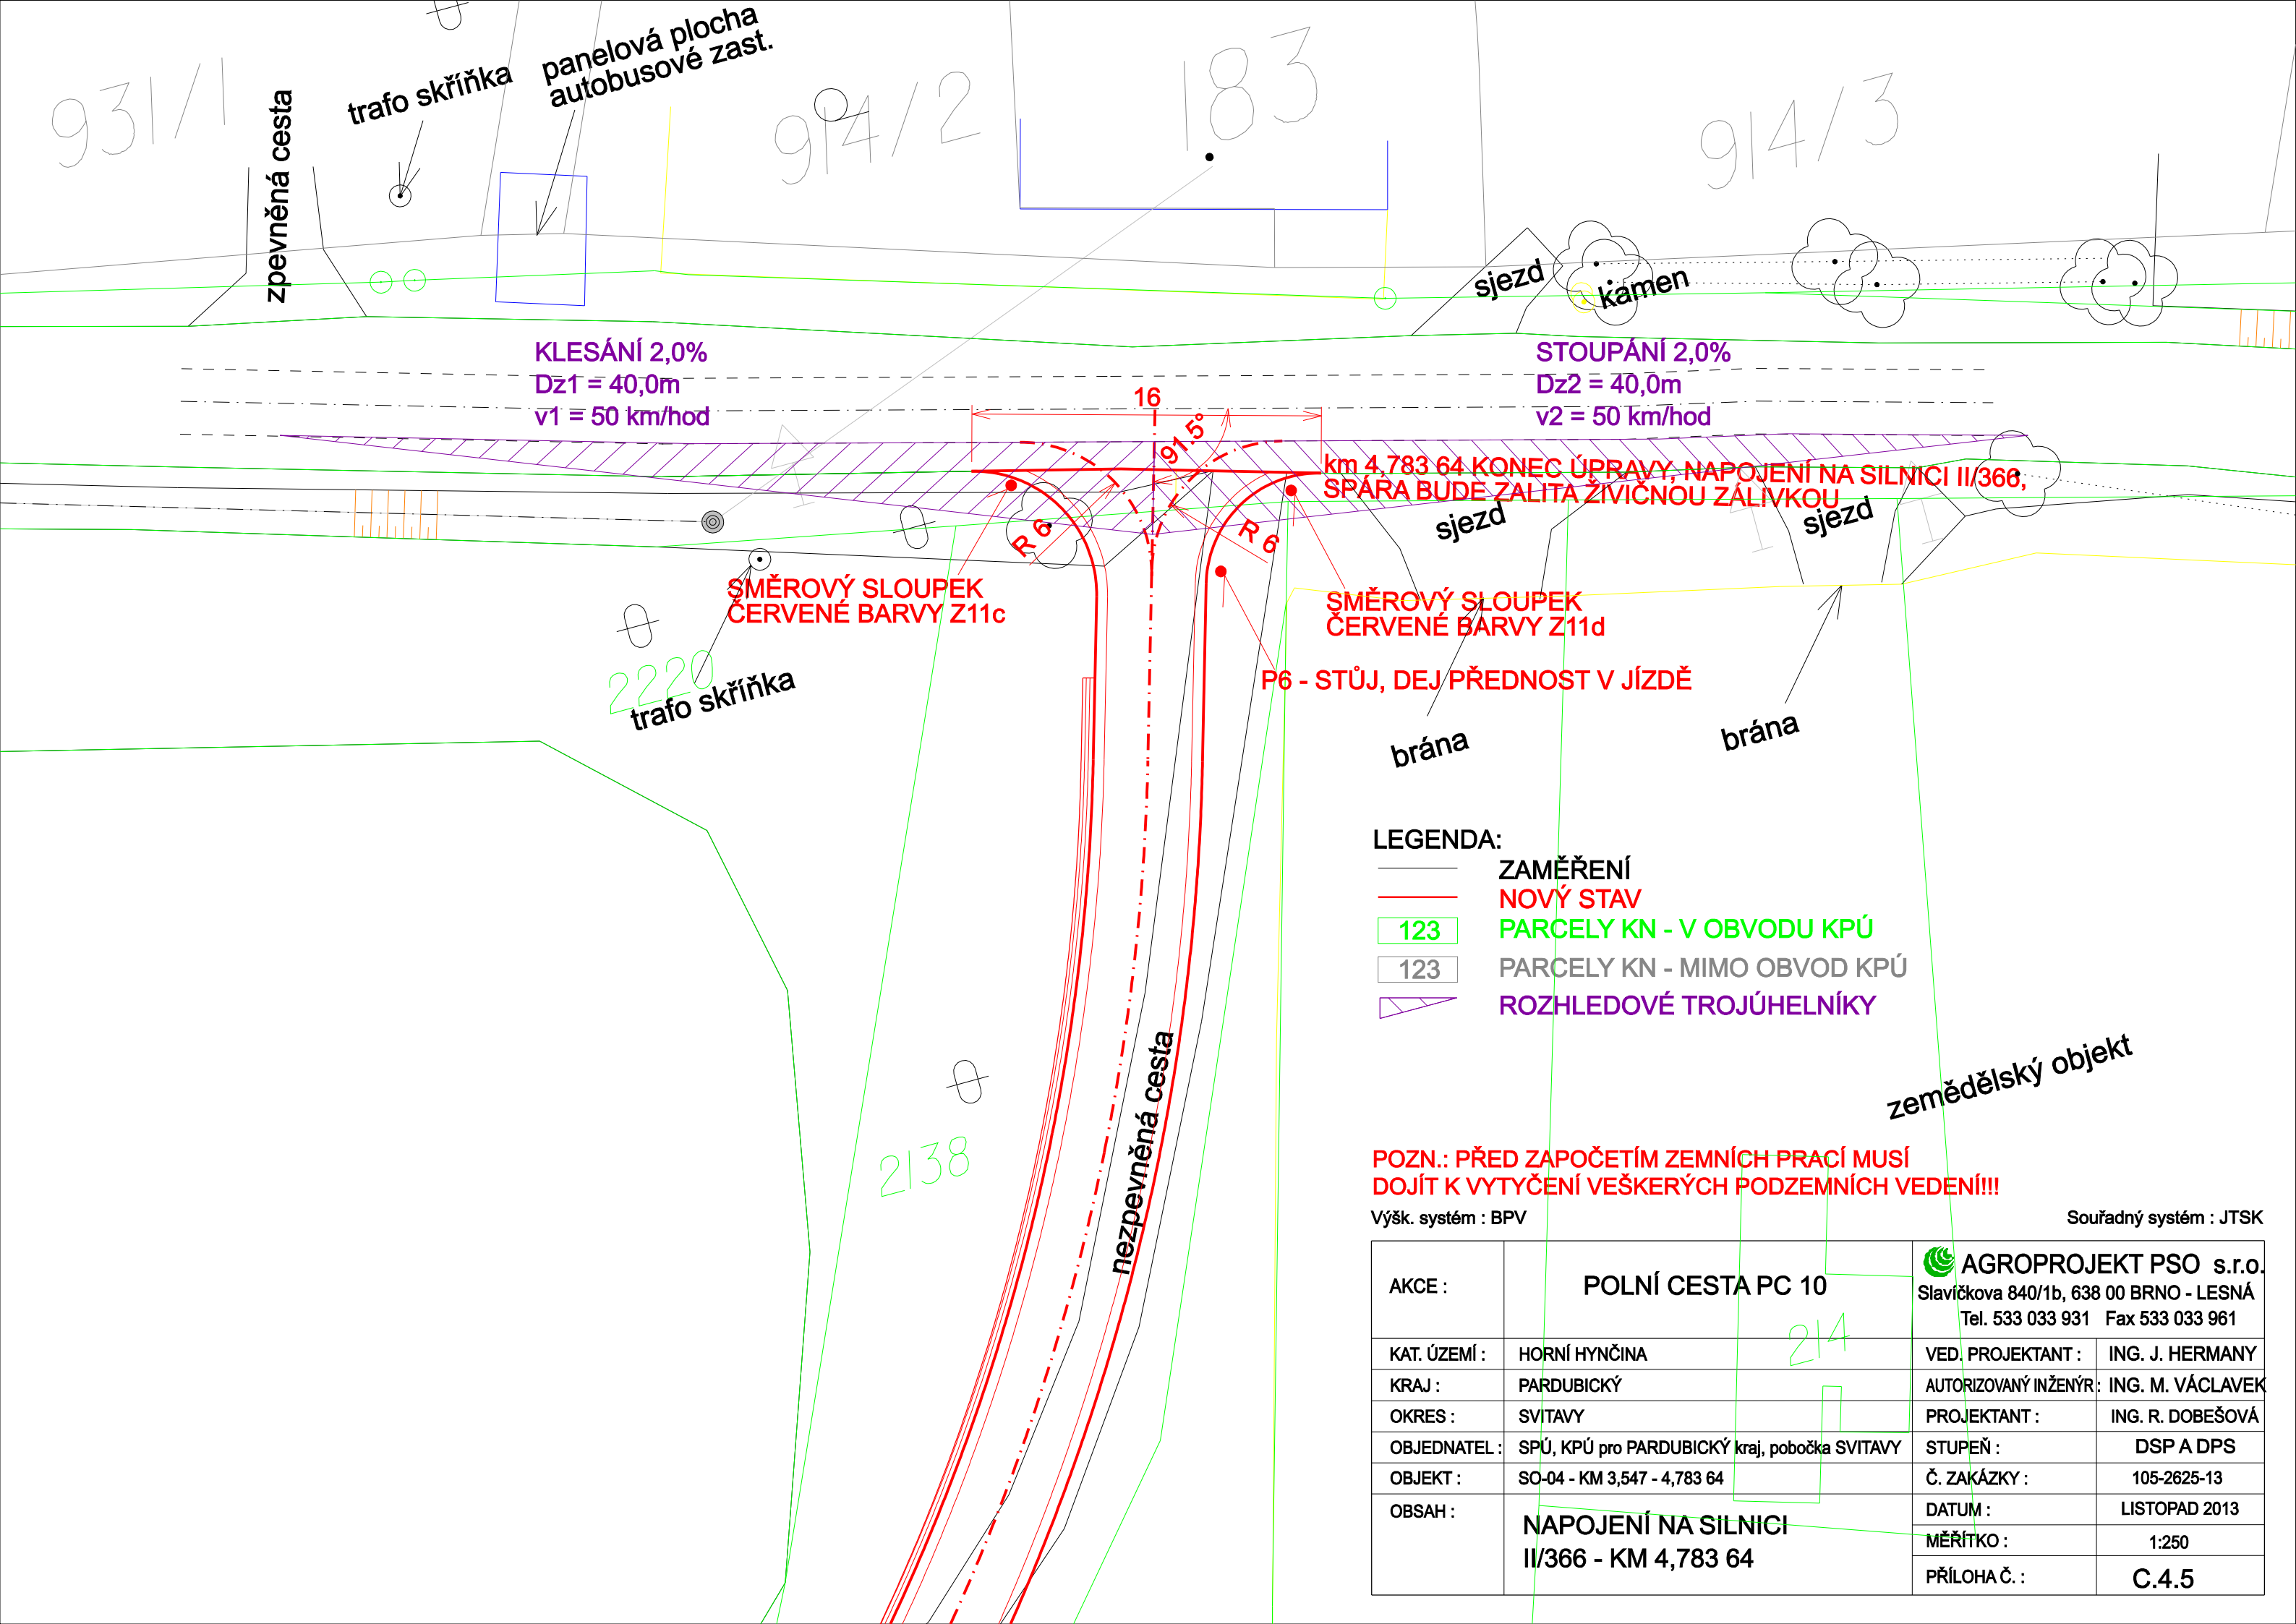 931/1
zpevněná cesta
trafo skříňka
panelová plocha
autobusové zast.
914/2
183
914/3
sjezd
kámen
KLESÁNÍ 2,0%
Dz1 = 40,0m
v1 = 50 km/hod
16
91.5°
STOUPÁNÍ 2,0%
Dz2 = 40,0m
v2 = 50 km/hod
km 4,783 64 KONEC ÚPRAVY, NAPOJENÍ NA SILNICI II/366,
SPÁRA BUDE ZALITA ŽIVIČNOU ZÁLIVKOU
sjezd
sjezd
R 6
R 6
SMĚROVÝ SLOUPEK
ČERVENÉ BARVY Z11c
SMĚROVÝ SLOUPEK
ČERVENÉ BARVY Z11d
2220
trafo skříňka
P6 - STŮJ, DEJ PŘEDNOST V JÍZDĚ
brána
brána
LEGENDA:
ZAMĚŘENÍ
NOVÝ STAV
123 PARCELY KN - V OBVODU KPÚ
123 PARCELY KN - MIMO OBVOD KPÚ
ROZHLEDOVÉ TROJÚHELNÍKY
nezpevněná cesta
2138
zemědělský objekt
POZN.: PŘED ZAPOČETÍM ZEMNÍCH PRACÍ MUSÍ
DOJÍT K VYTYČENÍ VEŠKERÝCH PODZEMNÍCH VEDENÍ!!!
Výšk. systém : BPV
Souřadný systém : JTSK
AKCE :
POLNÍ CESTA PC 10
AGROPROJEKT PSO s.r.o.
Slavíčkova 840/1b, 638 00 BRNO - LESNÁ
Tel. 533 033 931 Fax 533 033 961
214
KAT. ÚZEMÍ : HORNÍ HYNČINA
VED. PROJEKTANT : ING. J. HERMANY
KRAJ : PARDUBICKÝ
AUTORIZOVANÝ INŽENÝR : ING. M. VÁCLAVEK
OKRES : SVITAVY
PROJEKTANT : ING. R. DOBEŠOVÁ
OBJEDNATEL : SPÚ, KPÚ pro PARDUBICKÝ kraj, pobočka SVITAVY
STUPEŇ : DSP A DPS
OBJEKT : SO-04 - KM 3,547 - 4,783 64
Č. ZAKÁZKY : 105-2625-13
OBSAH :
NAPOJENÍ NA SILNICI
II/366 - KM 4,783 64
DATUM : LISTOPAD 2013
MĚŘÍTKO : 1:250
PŘÍLOHA Č. : C.4.5